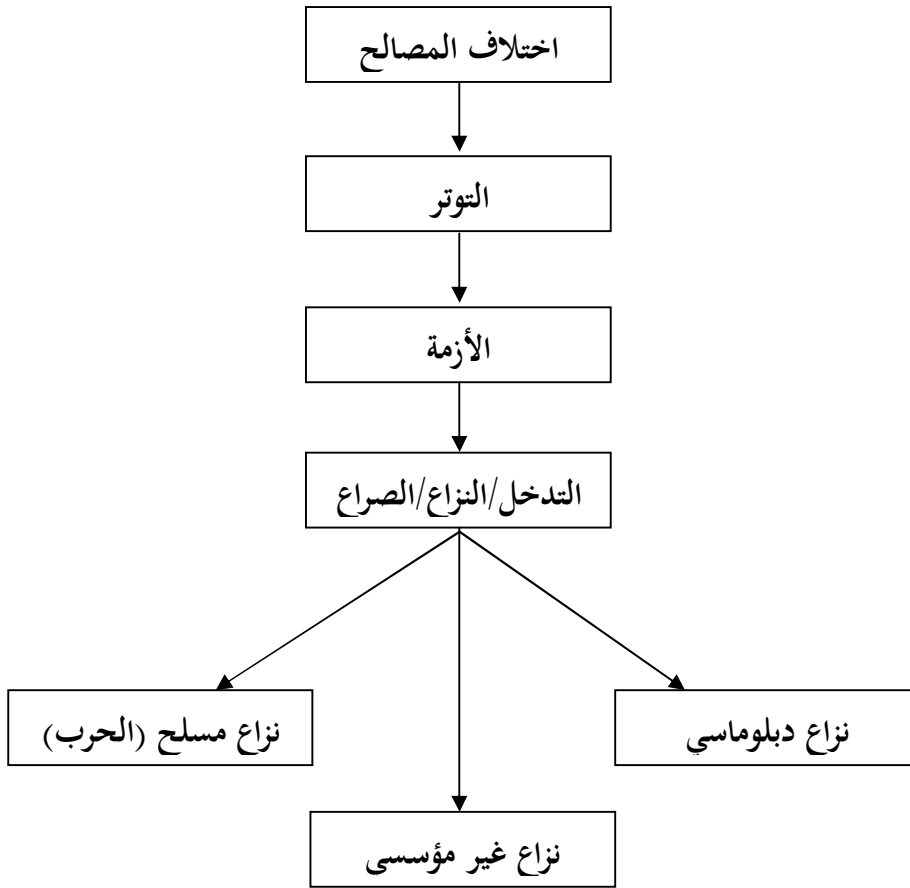 اختلاف المصالح
التوتر
الأزمة
التدخل/النزاع/الصراع
نزاع دبلوماسي
نزاع مسلح (الحرب)
نزاع غير مؤسسي